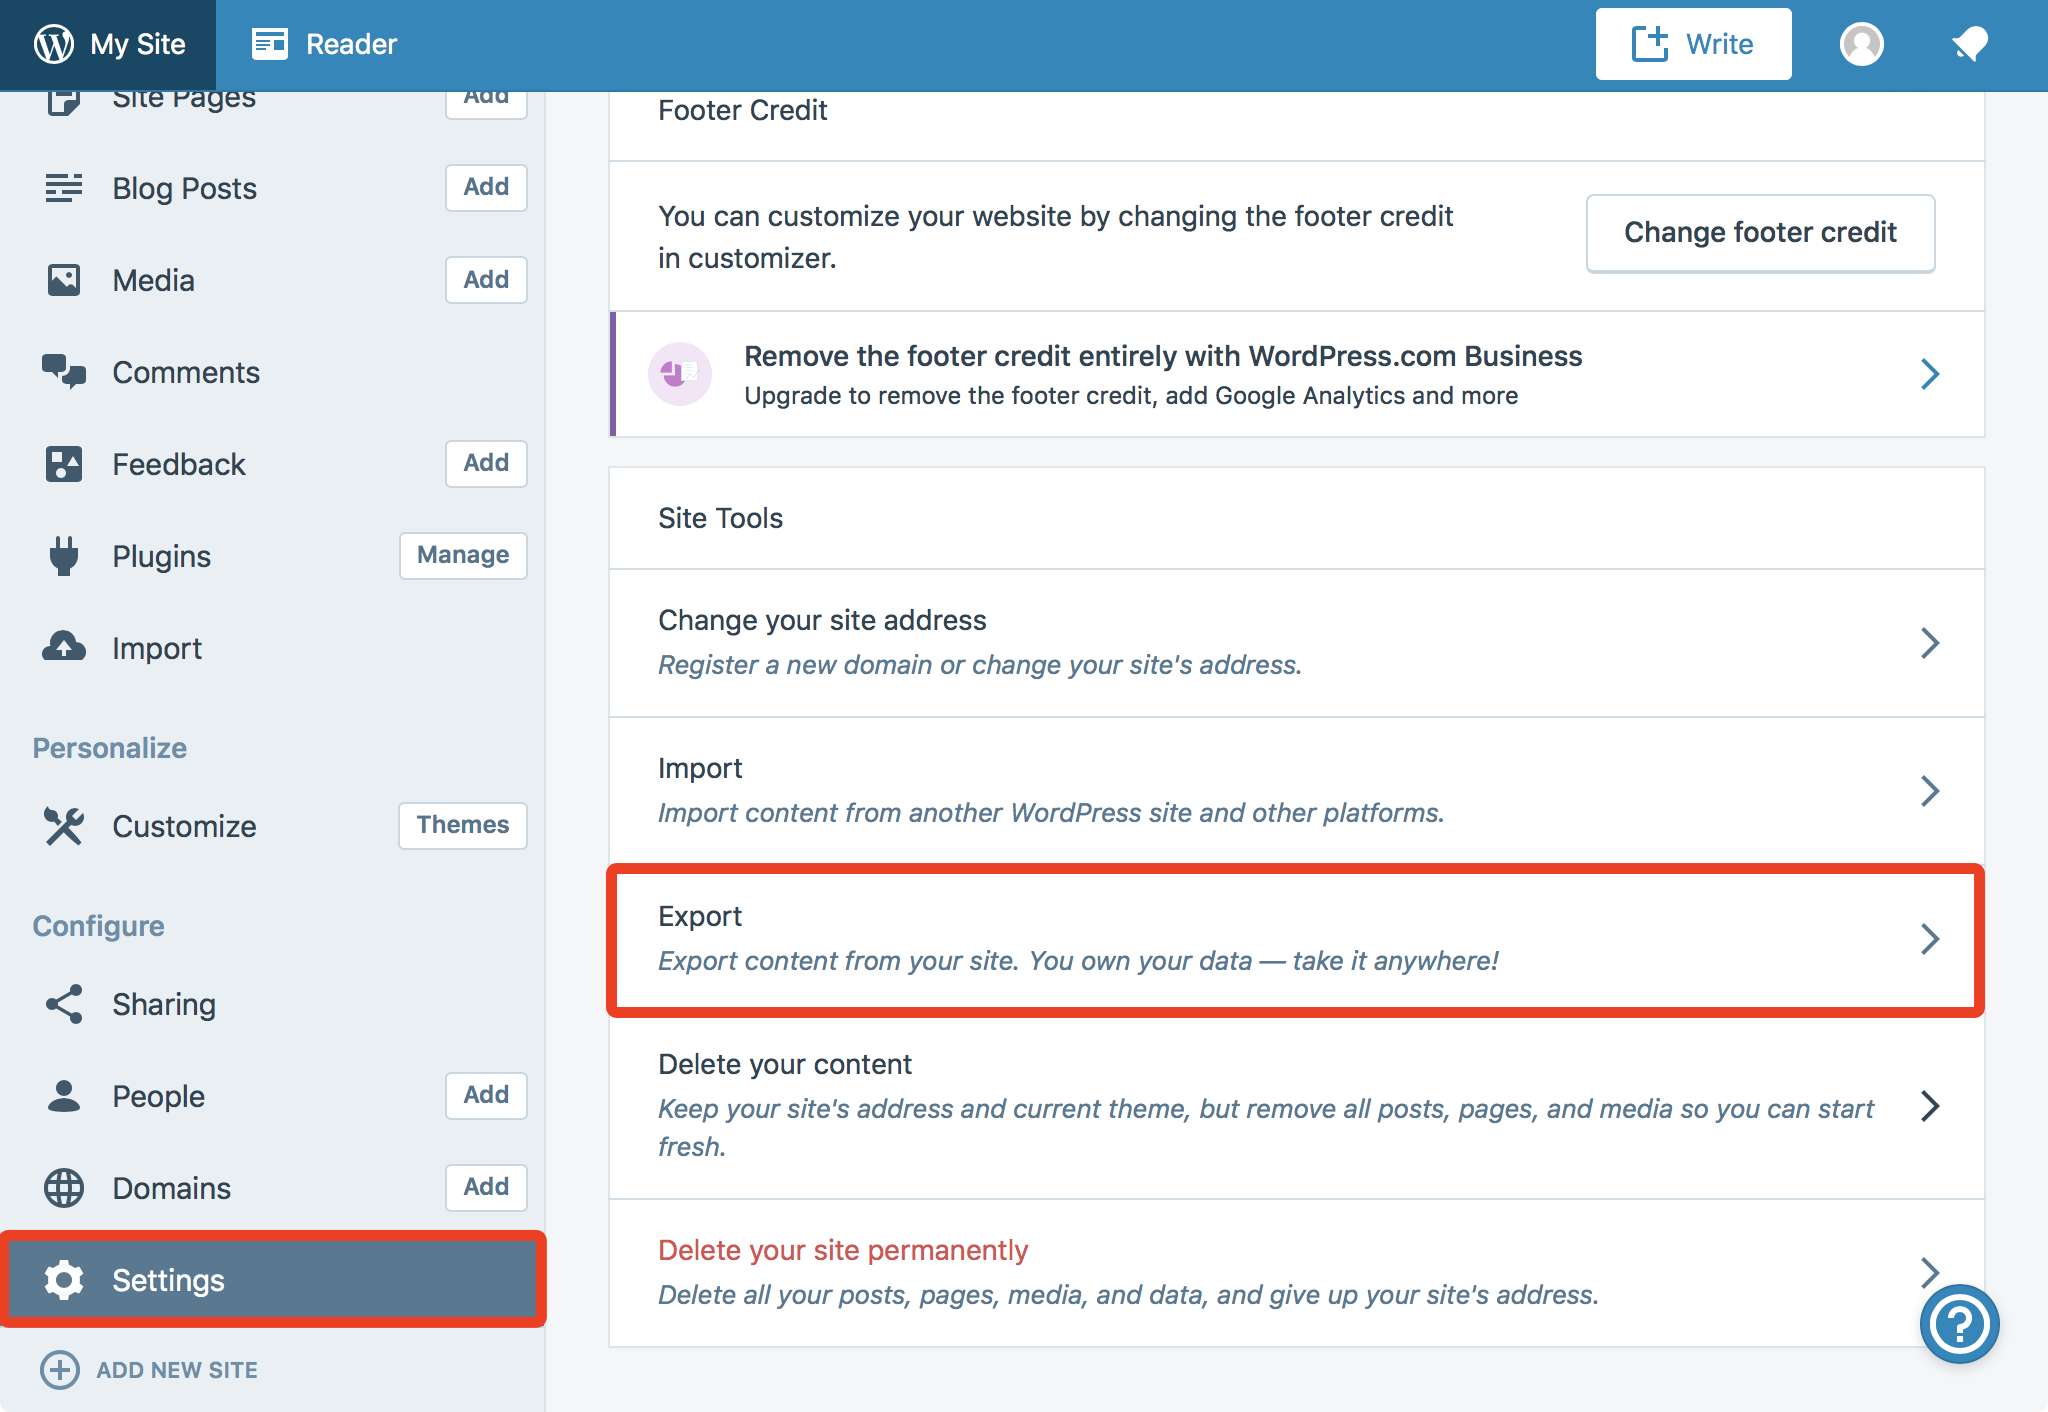 My Site
Reader
Write
Site Pages
Add
Blog Posts
Add
Media
Add
Comments
Feedback
Add
Plugins
Manage
Import
Personalize
Customize
Themes
Configure
Sharing
People
Add
Domains
Add
Settings
ADD NEW SITE
Footer Credit
You can customize your website by changing the footer credit
in customizer.
Change footer credit
Remove the footer credit entirely with WordPress.com Business
Upgrade to remove the footer credit, add Google Analytics and more
Site Tools
Change your site address
Register a new domain or change your site's address.
Import
Import content from another WordPress site and other platforms.
Export
Export content from your site. You own your data — take it anywhere!
Delete your content
Keep your site's address and current theme, but remove all posts, pages, and media so you can start
fresh.
Delete your site permanently
Delete all your posts, pages, media, and data, and give up your site's address.